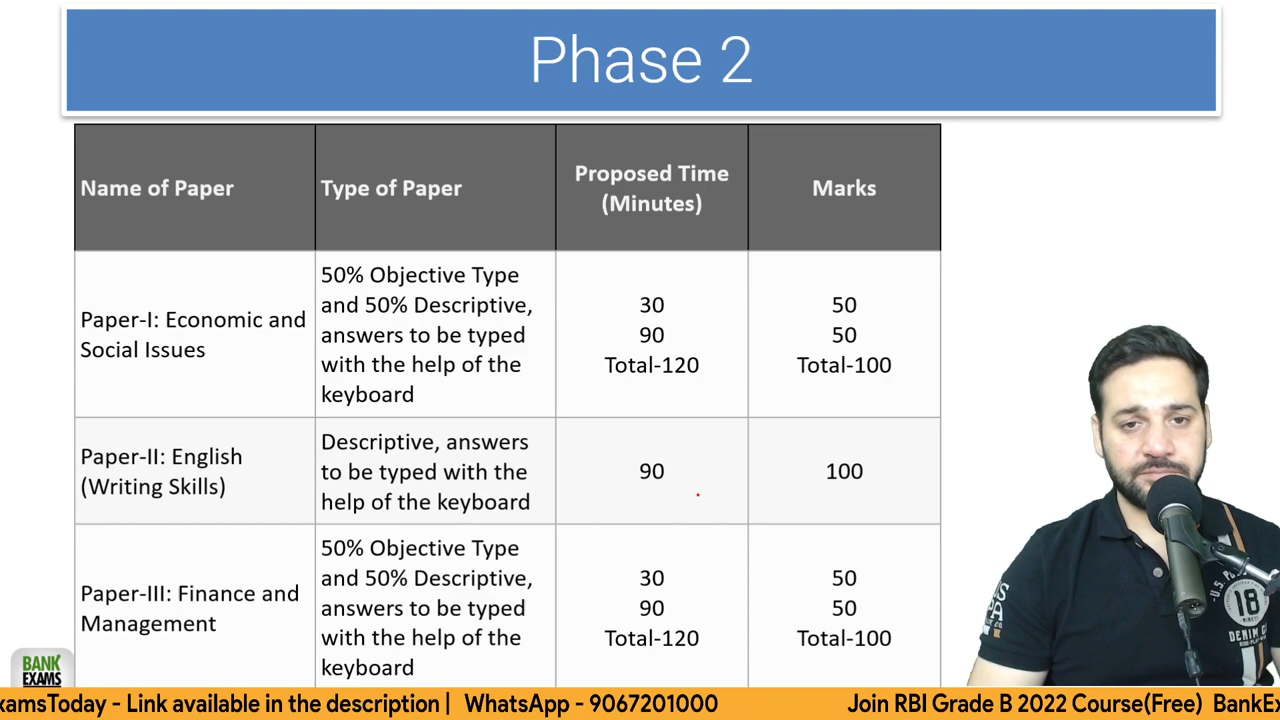 Phase 2
Name of Paper
Type of Paper
Proposed Time
(Minutes)
Marks
Paper-I: Economic and
Social Issues
50% Objective Type
and 50% Descriptive,
answers to be typed
with the help of the
keyboard
30
90
Total-120
50
50
Total-100
Paper-II: English
(Writing Skills)
Descriptive, answers
to be typed with the
help of the keyboard
90
100
Paper-III: Finance and
Management
50% Objective Type
and 50% Descriptive,
answers to be typed
with the help of the
keyboard
30
90
Total-120
50
50
Total-100
18
DENIM
BANK
EXAMS
xamsToday - Link available in the description | WhatsApp - 9067201000 Join RBI Grade B 2022 Course(Free) BankEx